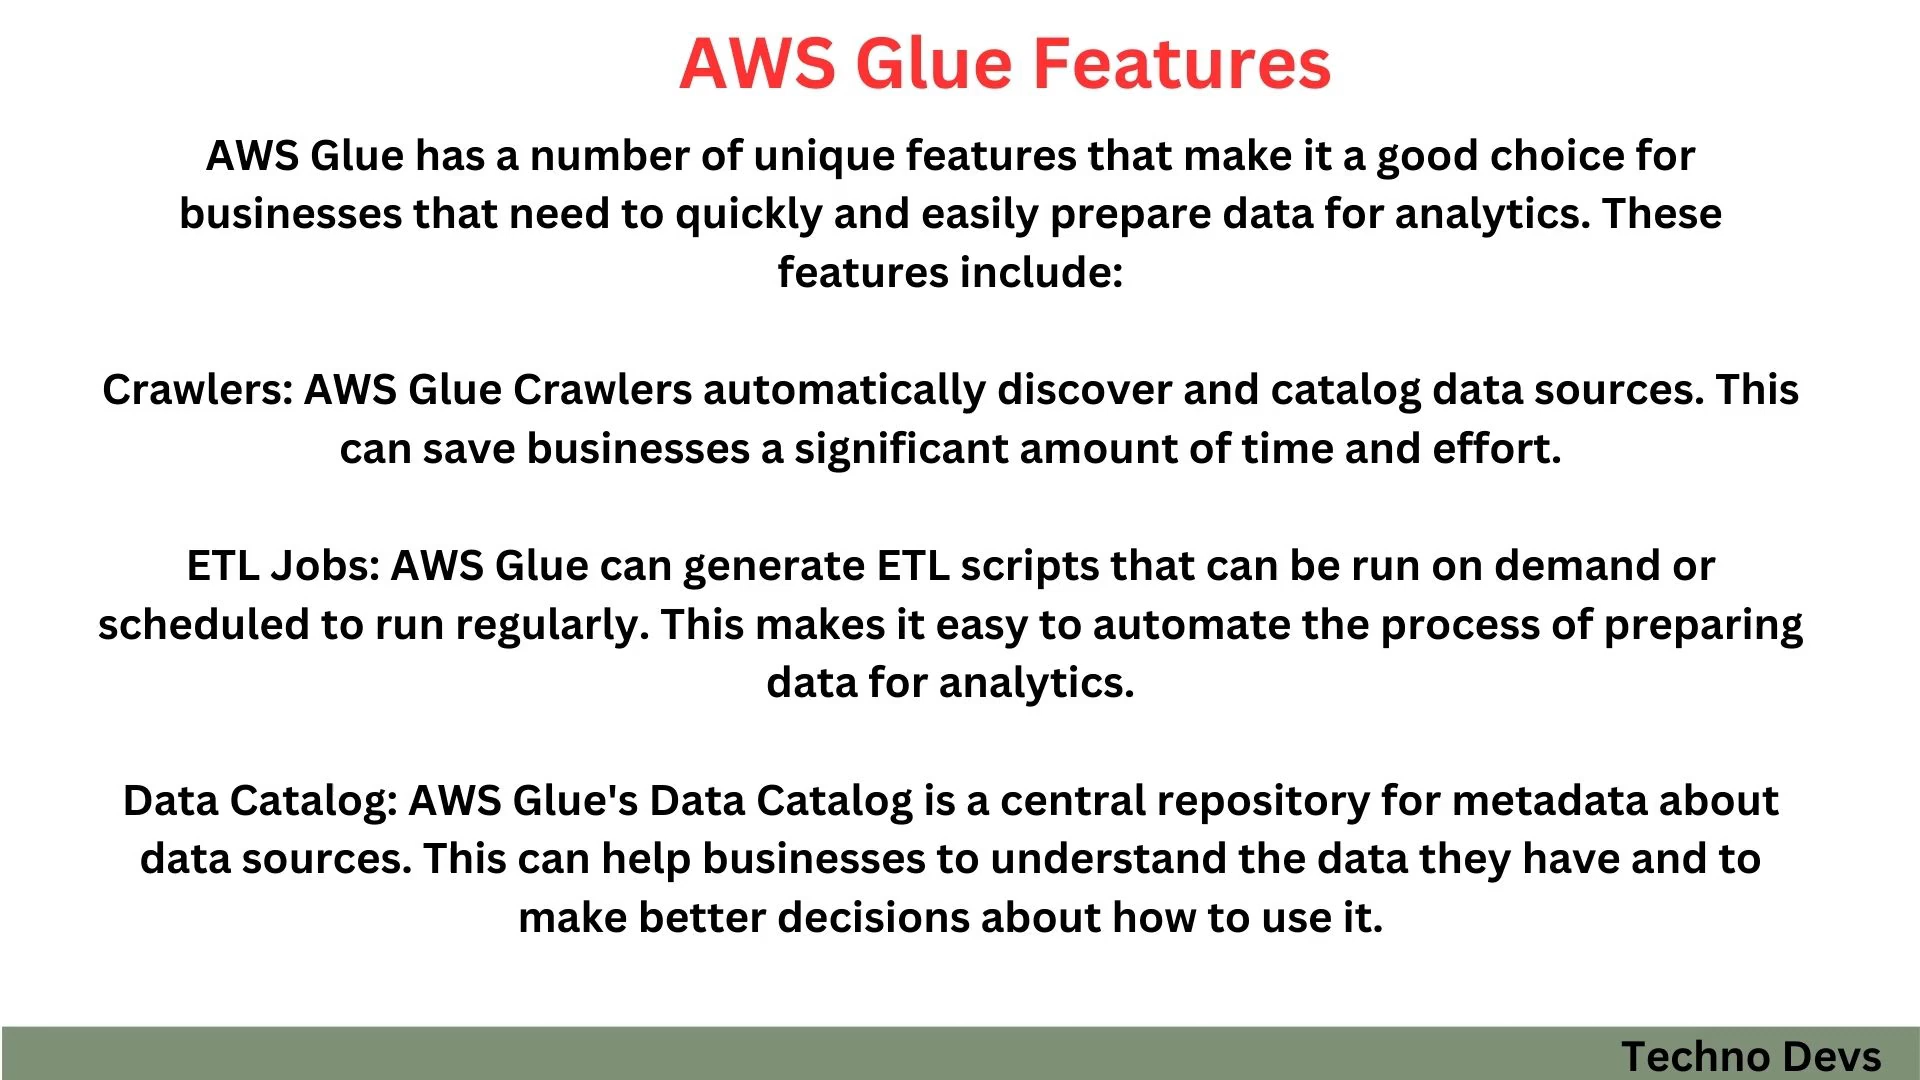 AWS Glue Features
AWS Glue has a number of unique features that make it a good choice for
businesses that need to quickly and easily prepare data for analytics. These
features include:
Crawlers: AWS Glue Crawlers automatically discover and catalog data sources. This
can save businesses a significant amount of time and effort.
ETL Jobs: AWS Glue can generate ETL scripts that can be run on demand or
scheduled to run regularly. This makes it easy to automate the process of preparing
data for analytics.
Data Catalog: AWS Glue's Data Catalog is a central repository for metadata about
data sources. This can help businesses to understand the data they have and to
make better decisions about how to use it.
Techno Devs